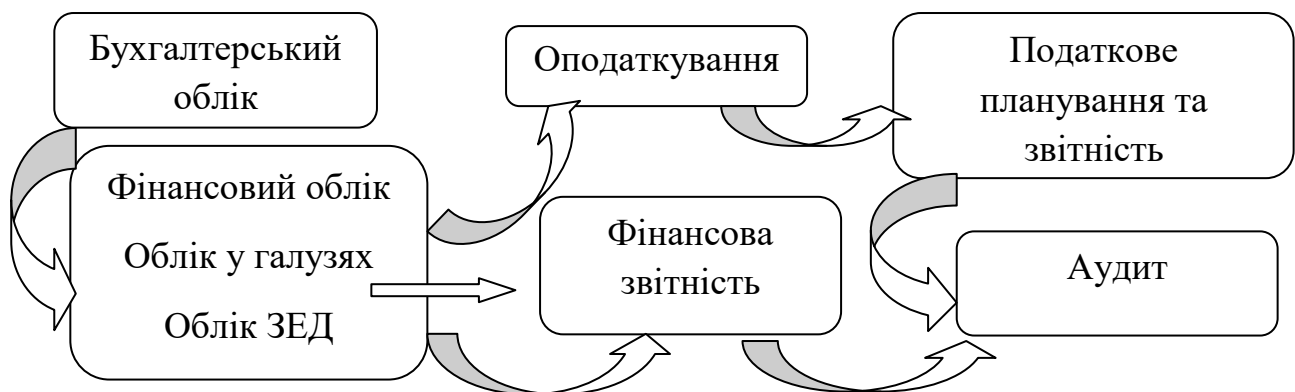 Бухгалтерський
облік
Оподаткування
Податкове
планування та
звітність
Фінансовий облік
Облік у галузях
Облік ЗЕД
Фінансова
звітність
Аудит